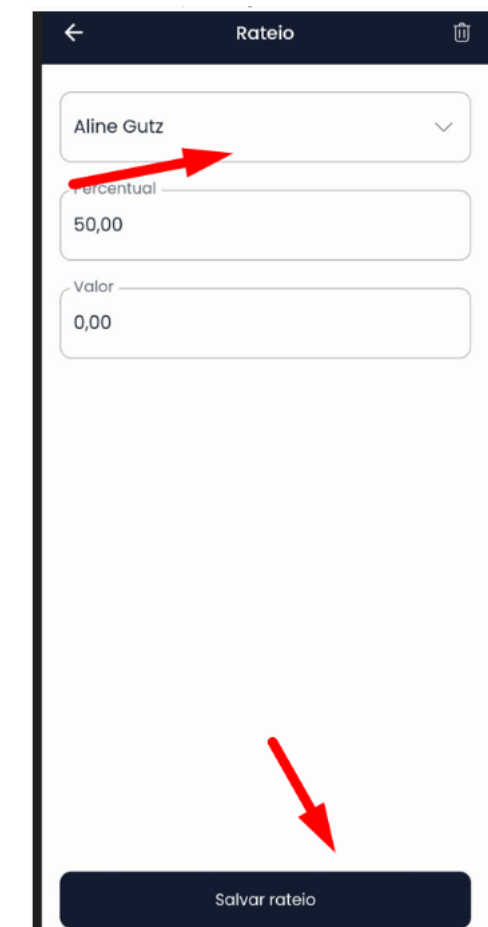 Rateio
Aline Gutz
Percentual
50,00
Valor
0,00
Salvar rateio